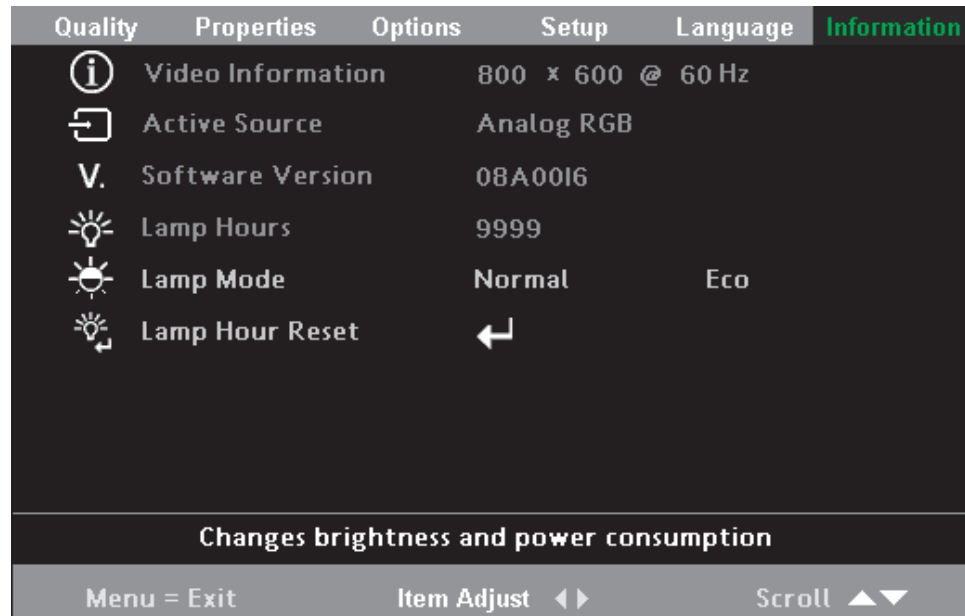 Quality Properties Options Setup Language Information
Video Information 800 x 600 @ 60 Hz
Active Source Analog RGB
V. Software Version 08A00I6
Lamp Hours 9999
Lamp Mode Normal Eco
Lamp Hour Reset
Changes brightness and power consumption
Menu = Exit Item Adjust Scroll